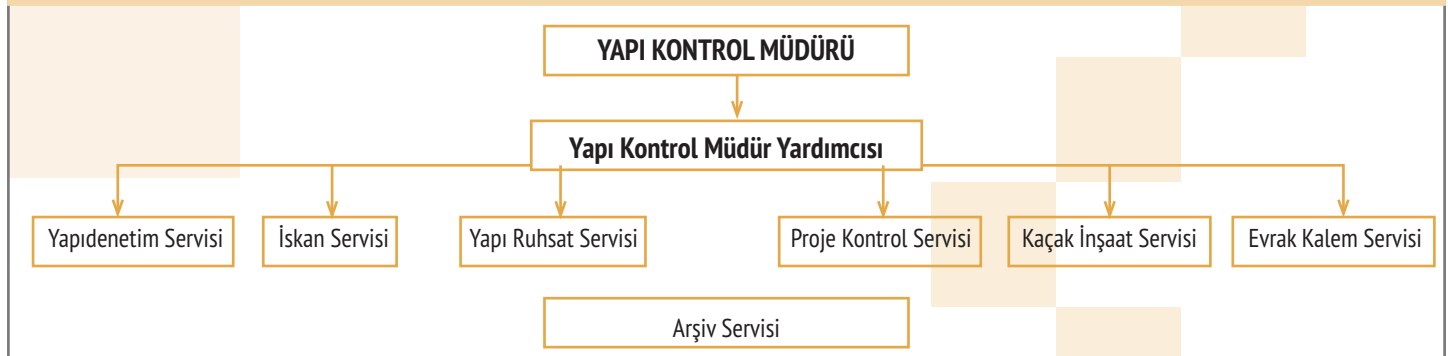 YAPI KONTROL MÜDÜRÜ
Yapı Kontrol Müdür Yardımcısı
Yapıdenetim Servisi
İskan Servisi
Yapı Ruhsat Servisi
Proje Kontrol Servisi
Kaçak İnşaat Servisi
Evrak Kalem Servisi
Arşiv Servisi